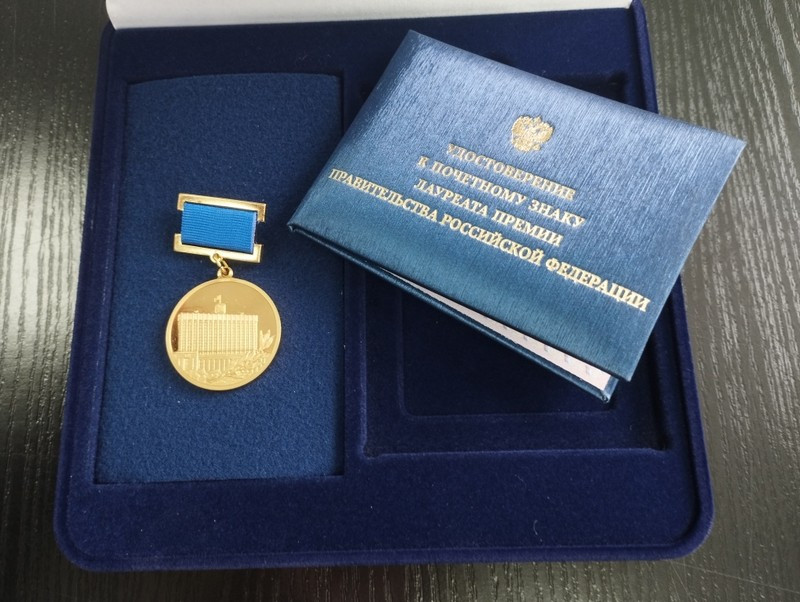 УДОСТОВЕРЕНИЕ
К ПОЧЕТНОМУ ЗНАКУ
ЛАУРЕАТА ПРЕМИИ
ПРАВИТЕЛЬСТВА РОССИЙСКОЙ ФЕДЕРАЦИИ